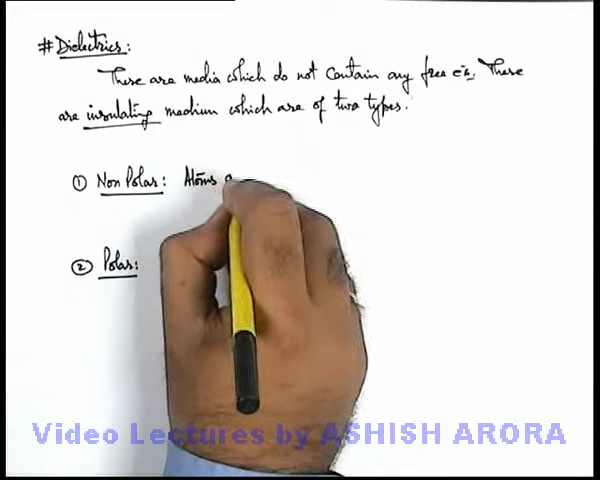 # Dielectrics:
These are media which do not contain any free e⁻s. These
are insulating medium which are of two types.
① Non Polar: Atoms
② Polar:
Video Lectures by ASHISH ARORA